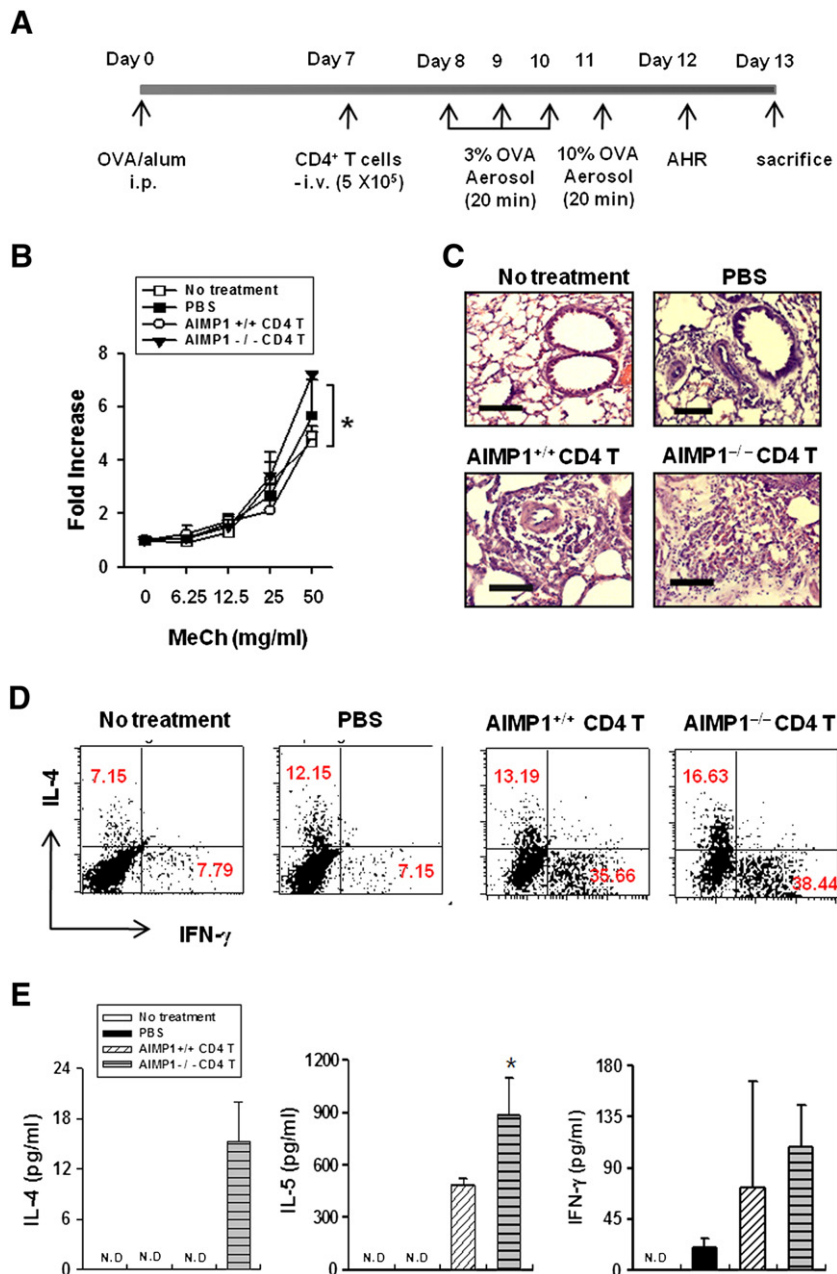 A
Day 0 Day 7 Day 8 9 10 11 Day 12 Day 13
OVA/alum i.p.
CD4⁺ T cells -i.v. (5 X10⁵)
3% OVA Aerosol (20 min)
10% OVA Aerosol (20 min)
AHR
sacrifice
B
No treatment
PBS
AIMP1 +/+ CD4 T
AIMP1 -/- CD4 T
8
6
4
2
0
Fold Increase
*
0 6.25 12.5 25 50
MeCh (mg/ml)
C
No treatment PBS
AIMP1⁺/⁺ CD4 T AIMP1⁻/⁻ CD4 T
D
No treatment PBS AIMP1⁺/⁺ CD4 T AIMP1⁻/⁻ CD4 T
7.15 12.15 13.19 16.63
7.79 7.15 35.66 38.44
IL-4
IFN-γ
E
No treatment
PBS
AIMP1+/+ CD4 T
AIMP1-/-CD4 T
24
18
12
6
0
IL-4 (pg/ml)
N.D N.D N.D
1200
900
600
300
0
IL-5 (pg/ml)
*
N.D N.D
180
135
90
45
0
IFN-γ (pg/ml)
N.D